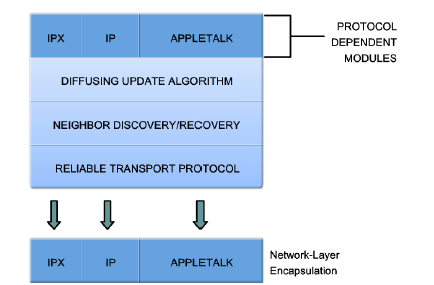 IPX IP APPLETALK
PROTOCOL
DEPENDENT
MODULES
DIFFUSING UPDATE ALGORITHM
NEIGHBOR DISCOVERY/RECOVERY
RELIABLE TRANSPORT PROTOCOL
IPX IP APPLETALK
Network-Layer
Encapsulation